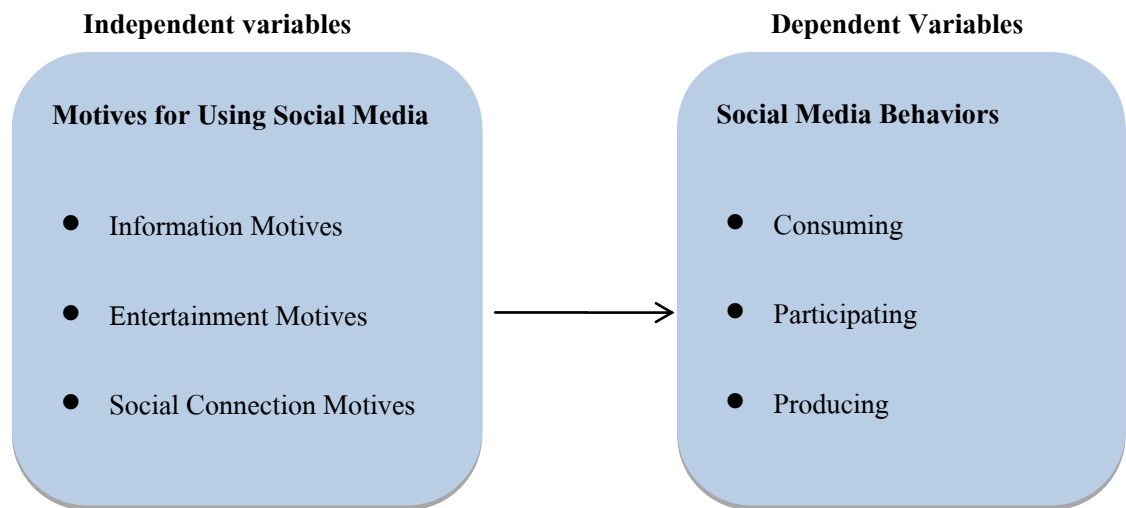 Independent variables
Motives for Using Social Media
● Information Motives
● Entertainment Motives
● Social Connection Motives
Dependent Variables
Social Media Behaviors
● Consuming
● Participating
● Producing